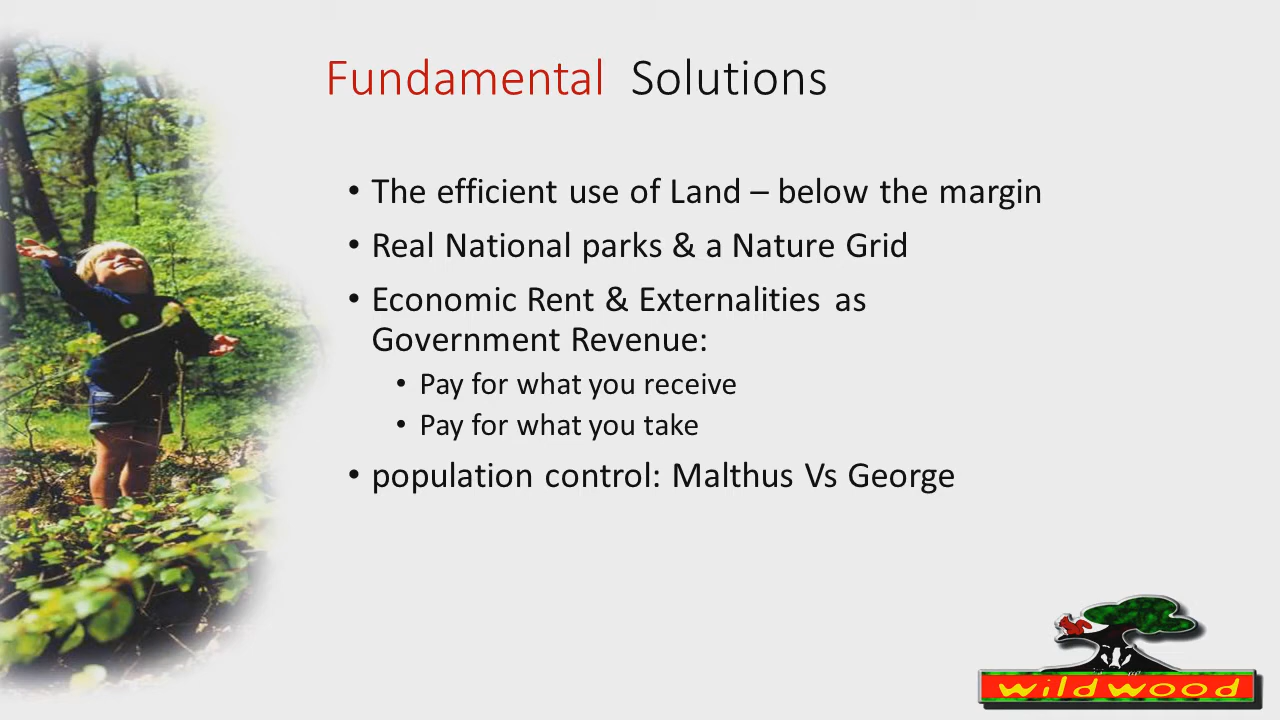 Fundamental Solutions
• The efficient use of Land – below the margin
• Real National parks & a Nature Grid
• Economic Rent & Externalities as
Government Revenue:
• Pay for what you receive
• Pay for what you take
• population control: Malthus Vs George
wildwood